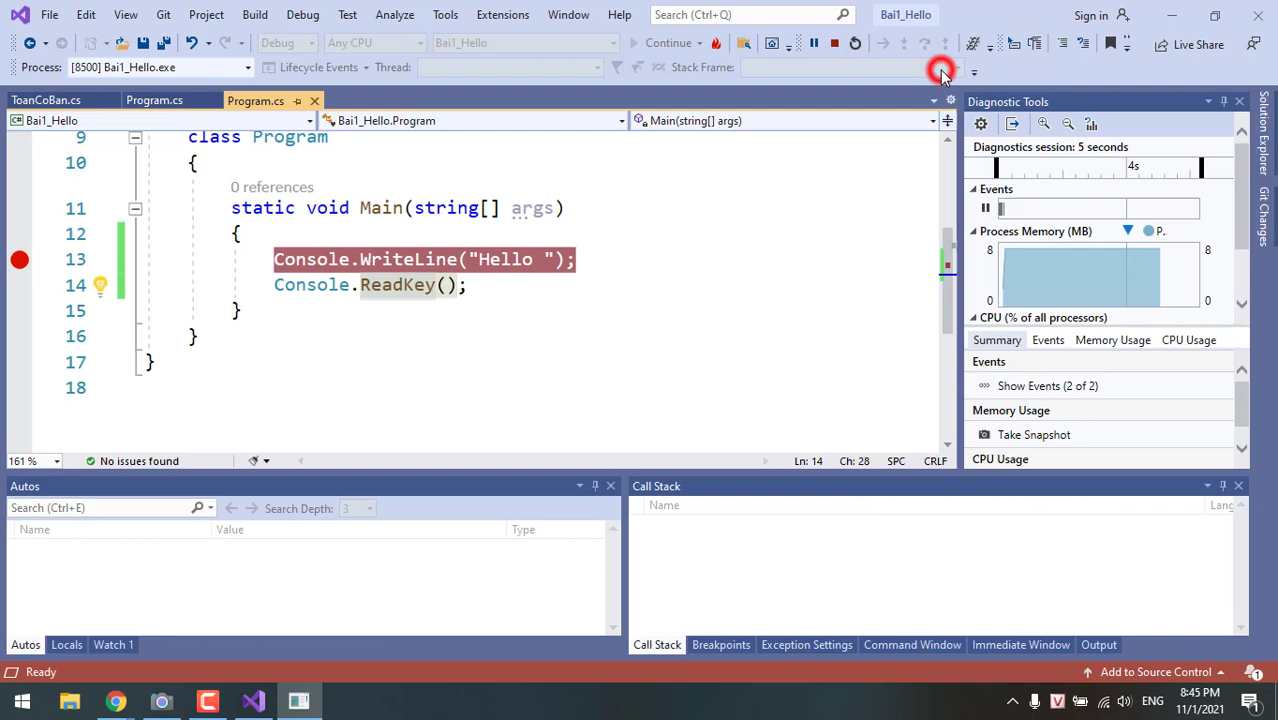 File Edit View Git Project Build Debug Test Analyze Tools Extensions Window Help Search (Ctrl+Q) Bai1_Hello Sign in
Debug Any CPU Bai1_Hello Continue Live Share
Process: [8500] Bai1_Hello.exe Lifecycle Events Thread: Stack Frame:
ToanCoBan.cs Program.cs Program.cs
Bai1_Hello Bai1_Hello.Program Main(string[] args)
9 class Program
10 {
0 references
11 static void Main(string[] args)
12 {
13 Console.WriteLine("Hello ");
14 Console.ReadKey();
15 }
16 }
17 }
18
161 % No issues found Ln: 14 Ch: 28 SPC CRLF
Diagnostic Tools
Diagnostics session: 5 seconds
4s
Events
Process Memory (MB) P..
8 8
0 0
CPU (% of all processors)
Summary Events Memory Usage CPU Usage
Events
Show Events (2 of 2)
Memory Usage
Take Snapshot
CPU Usage
Solution Explorer
Git Changes
Autos
Search (Ctrl+E) Search Depth: 3
Name Value Type
Autos Locals Watch 1
Call Stack
Name Lang
Call Stack Breakpoints Exception Settings Command Window Immediate Window Output
Ready Add to Source Control 1
V ENG 8:45 PM
11/1/2021 1